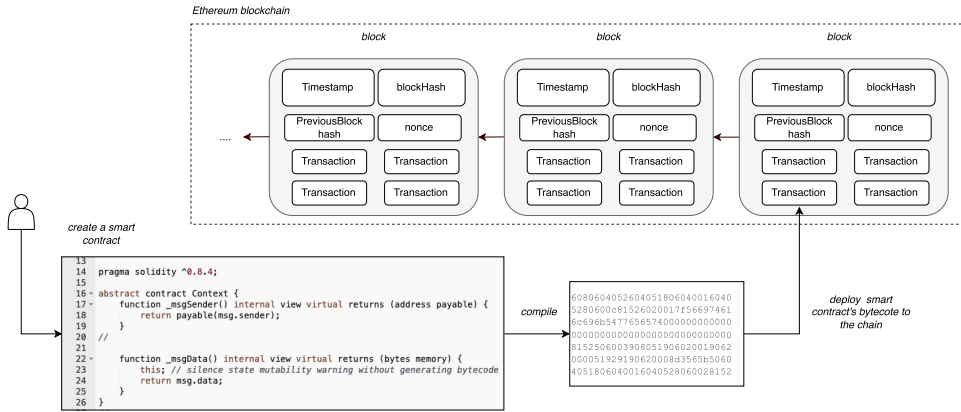 Ethereum blockchain
block
block
block
Timestamp
blockHash
Timestamp
blockHash
Timestamp
blockHash
PreviousBlock
hash
nonce
PreviousBlock
hash
nonce
PreviousBlock
hash
nonce
....
Transaction
Transaction
Transaction
Transaction
Transaction
Transaction
Transaction
Transaction
Transaction
Transaction
Transaction
Transaction
create a smart
contract
13
14 pragma solidity ^0.8.4;
15
16 abstract contract Context {
17 function _msgSender() internal view virtual returns (address payable) {
18 return payable(msg.sender);
19 }
20 //
21
22 function _msgData() internal view virtual returns (bytes memory) {
23 this; // silence state mutability warning without generating bytecode
24 return msg.data;
25 }
26 }
compile
6080604052604051806040016040
5280600c81526020017f56697461
6c696b5477656574000000000000
0000000000000000000000000000
8152506003908051906020019062
0000051929190620008d3565b5060
40518060400160405280600281 52
deploy smart
contract's bytecote to
the chain